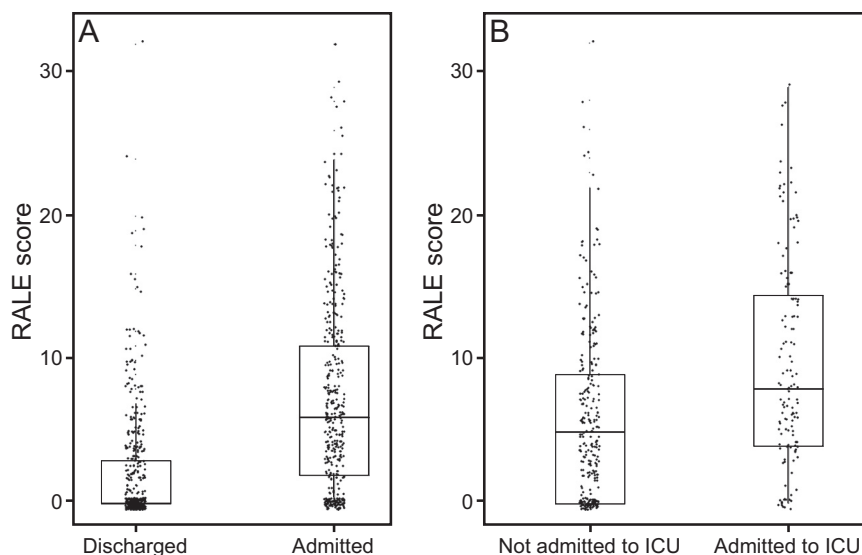 A
RALE score
30
20
10
0
Discharged
Admitted
B
RALE score
30
20
10
0
Not admitted to ICU
Admitted to ICU